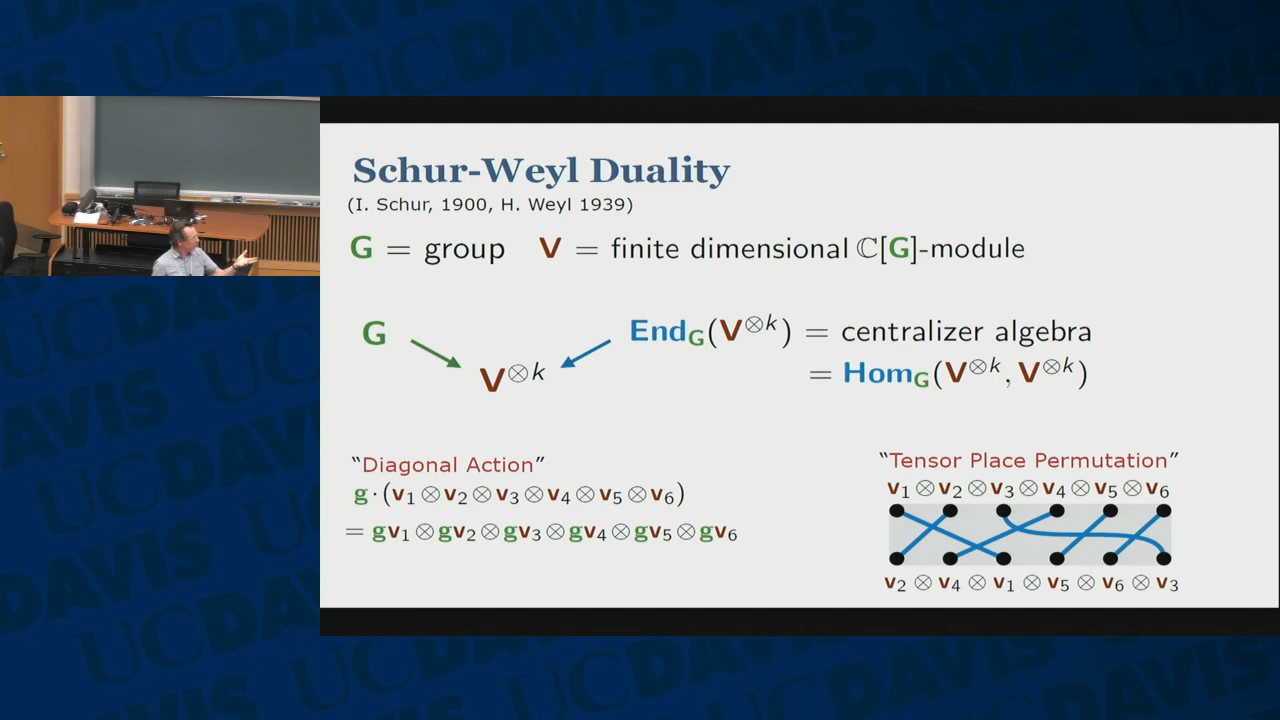 Schur-Weyl Duality
(I. Schur, 1900, H. Weyl 1939)
G = group V = finite dimensional ℂ[G]-module
G
End_G(V^{⊗k}) = centralizer algebra
V^{⊗k}
= Hom_G(V^{⊗k}, V^{⊗k})
“Diagonal Action”
g·(v₁⊗v₂⊗v₃⊗v₄⊗v₅⊗v₆)
= gv₁⊗gv₂⊗gv₃⊗gv₄⊗gv₅⊗gv₆
“Tensor Place Permutation”
v₁⊗v₂⊗v₃⊗v₄⊗v₅⊗v₆
v₂⊗v₄⊗v₁⊗v₅⊗v₆⊗v₃
UCDAVIS